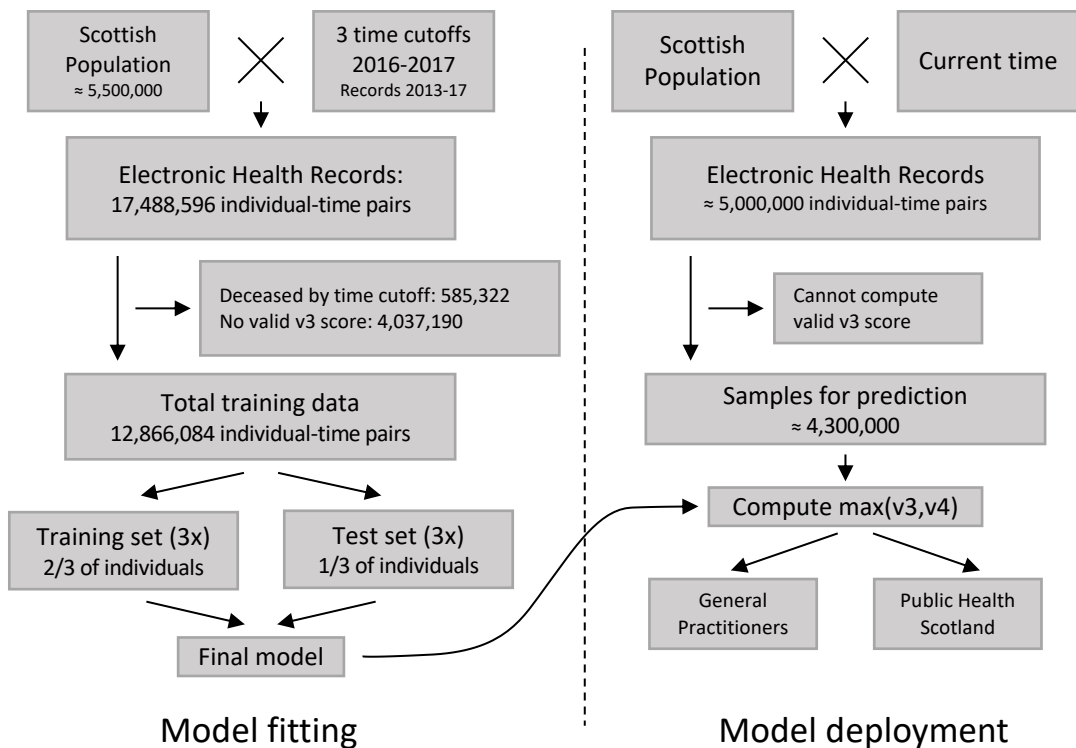 Scottish
Population
≈ 5,500,000
3 time cutoffs
2016-2017
Records 2013-17
Electronic Health Records:
17,488,596 individual-time pairs
Deceased by time cutoff: 585,322
No valid v3 score: 4,037,190
Total training data
12,866,084 individual-time pairs
Training set (3x)
2/3 of individuals
Test set (3x)
1/3 of individuals
Final model
Model fitting
Scottish
Population
Current time
Electronic Health Records
≈ 5,000,000 individual-time pairs
Cannot compute
valid v3 score
Samples for prediction
≈ 4,300,000
Compute max(v3,v4)
General
Practitioners
Public Health
Scotland
Model deployment